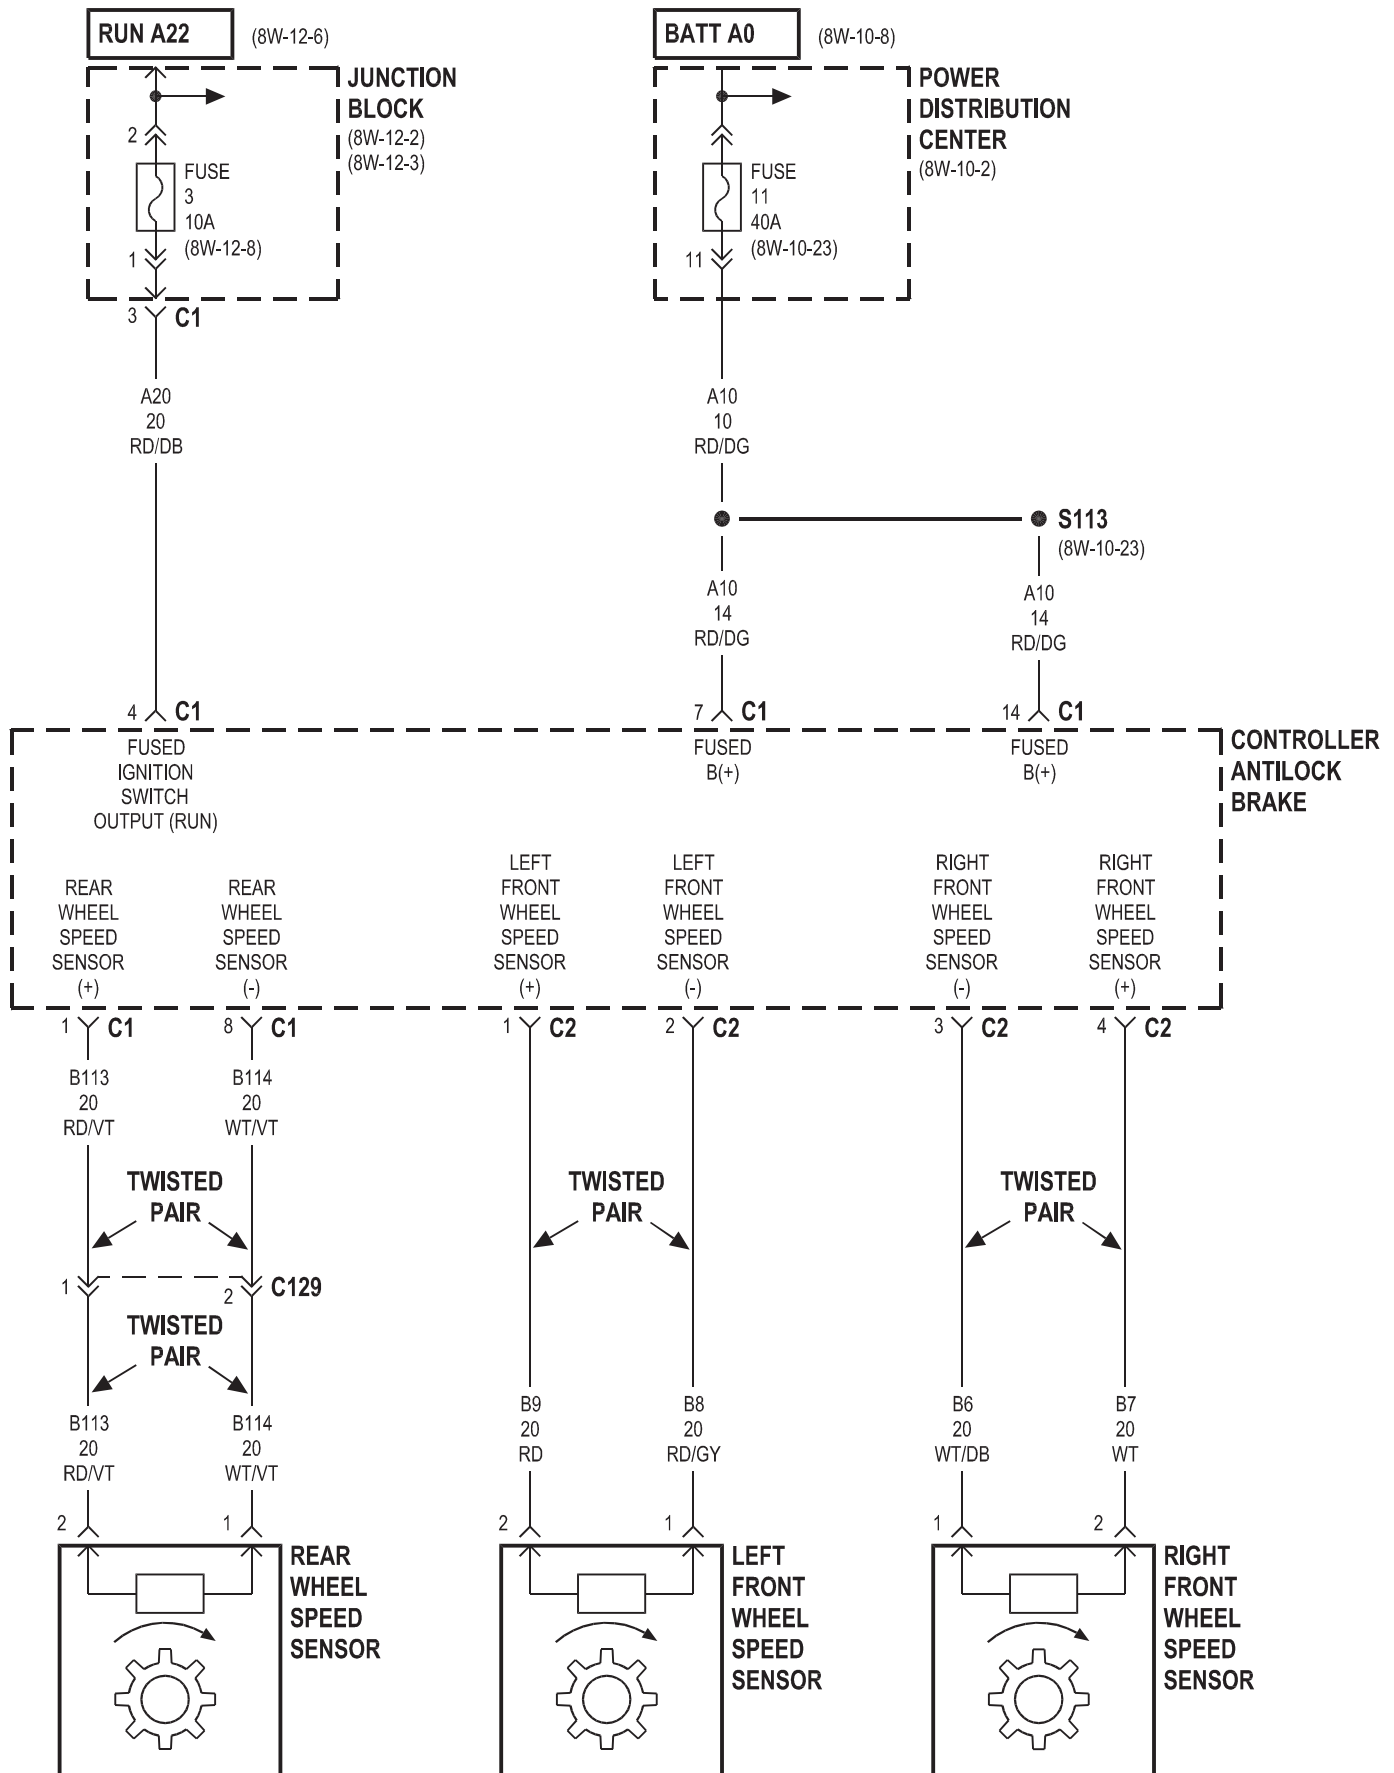 RUN A22
(8W-12-6)
BATT A0
(8W-10-8)
JUNCTION
BLOCK
(8W-12-2)
(8W-12-3)
2
FUSE
3
10A
(8W-12-8)
1
3
C1
POWER
DISTRIBUTION
CENTER
(8W-10-2)
FUSE
11
40A
(8W-10-23)
11
A20
20
RD/DB
A10
10
RD/DG
S113
(8W-10-23)
A10
14
RD/DG
A10
14
RD/DG
4
C1
7
C1
14
C1
CONTROLLER
ANTILOCK
BRAKE
FUSED
IGNITION
SWITCH
OUTPUT (RUN)
FUSED
B(+)
FUSED
B(+)
REAR
WHEEL
SPEED
SENSOR
(+)
REAR
WHEEL
SPEED
SENSOR
(-)
LEFT
FRONT
WHEEL
SPEED
SENSOR
(+)
LEFT
FRONT
WHEEL
SPEED
SENSOR
(-)
RIGHT
FRONT
WHEEL
SPEED
SENSOR
(-)
RIGHT
FRONT
WHEEL
SPEED
SENSOR
(+)
1
C1
8
C1
1
C2
2
C2
3
C2
4
C2
B113
20
RD/VT
B114
20
WT/VT
TWISTED
PAIR
TWISTED
PAIR
TWISTED
PAIR
1
2
C129
TWISTED
PAIR
B113
20
RD/VT
B114
20
WT/VT
B9
20
RD
B8
20
RD/GY
B6
20
WT/DB
B7
20
WT
2
1
2
1
1
2
REAR
WHEEL
SPEED
SENSOR
LEFT
FRONT
WHEEL
SPEED
SENSOR
RIGHT
FRONT
WHEEL
SPEED
SENSOR